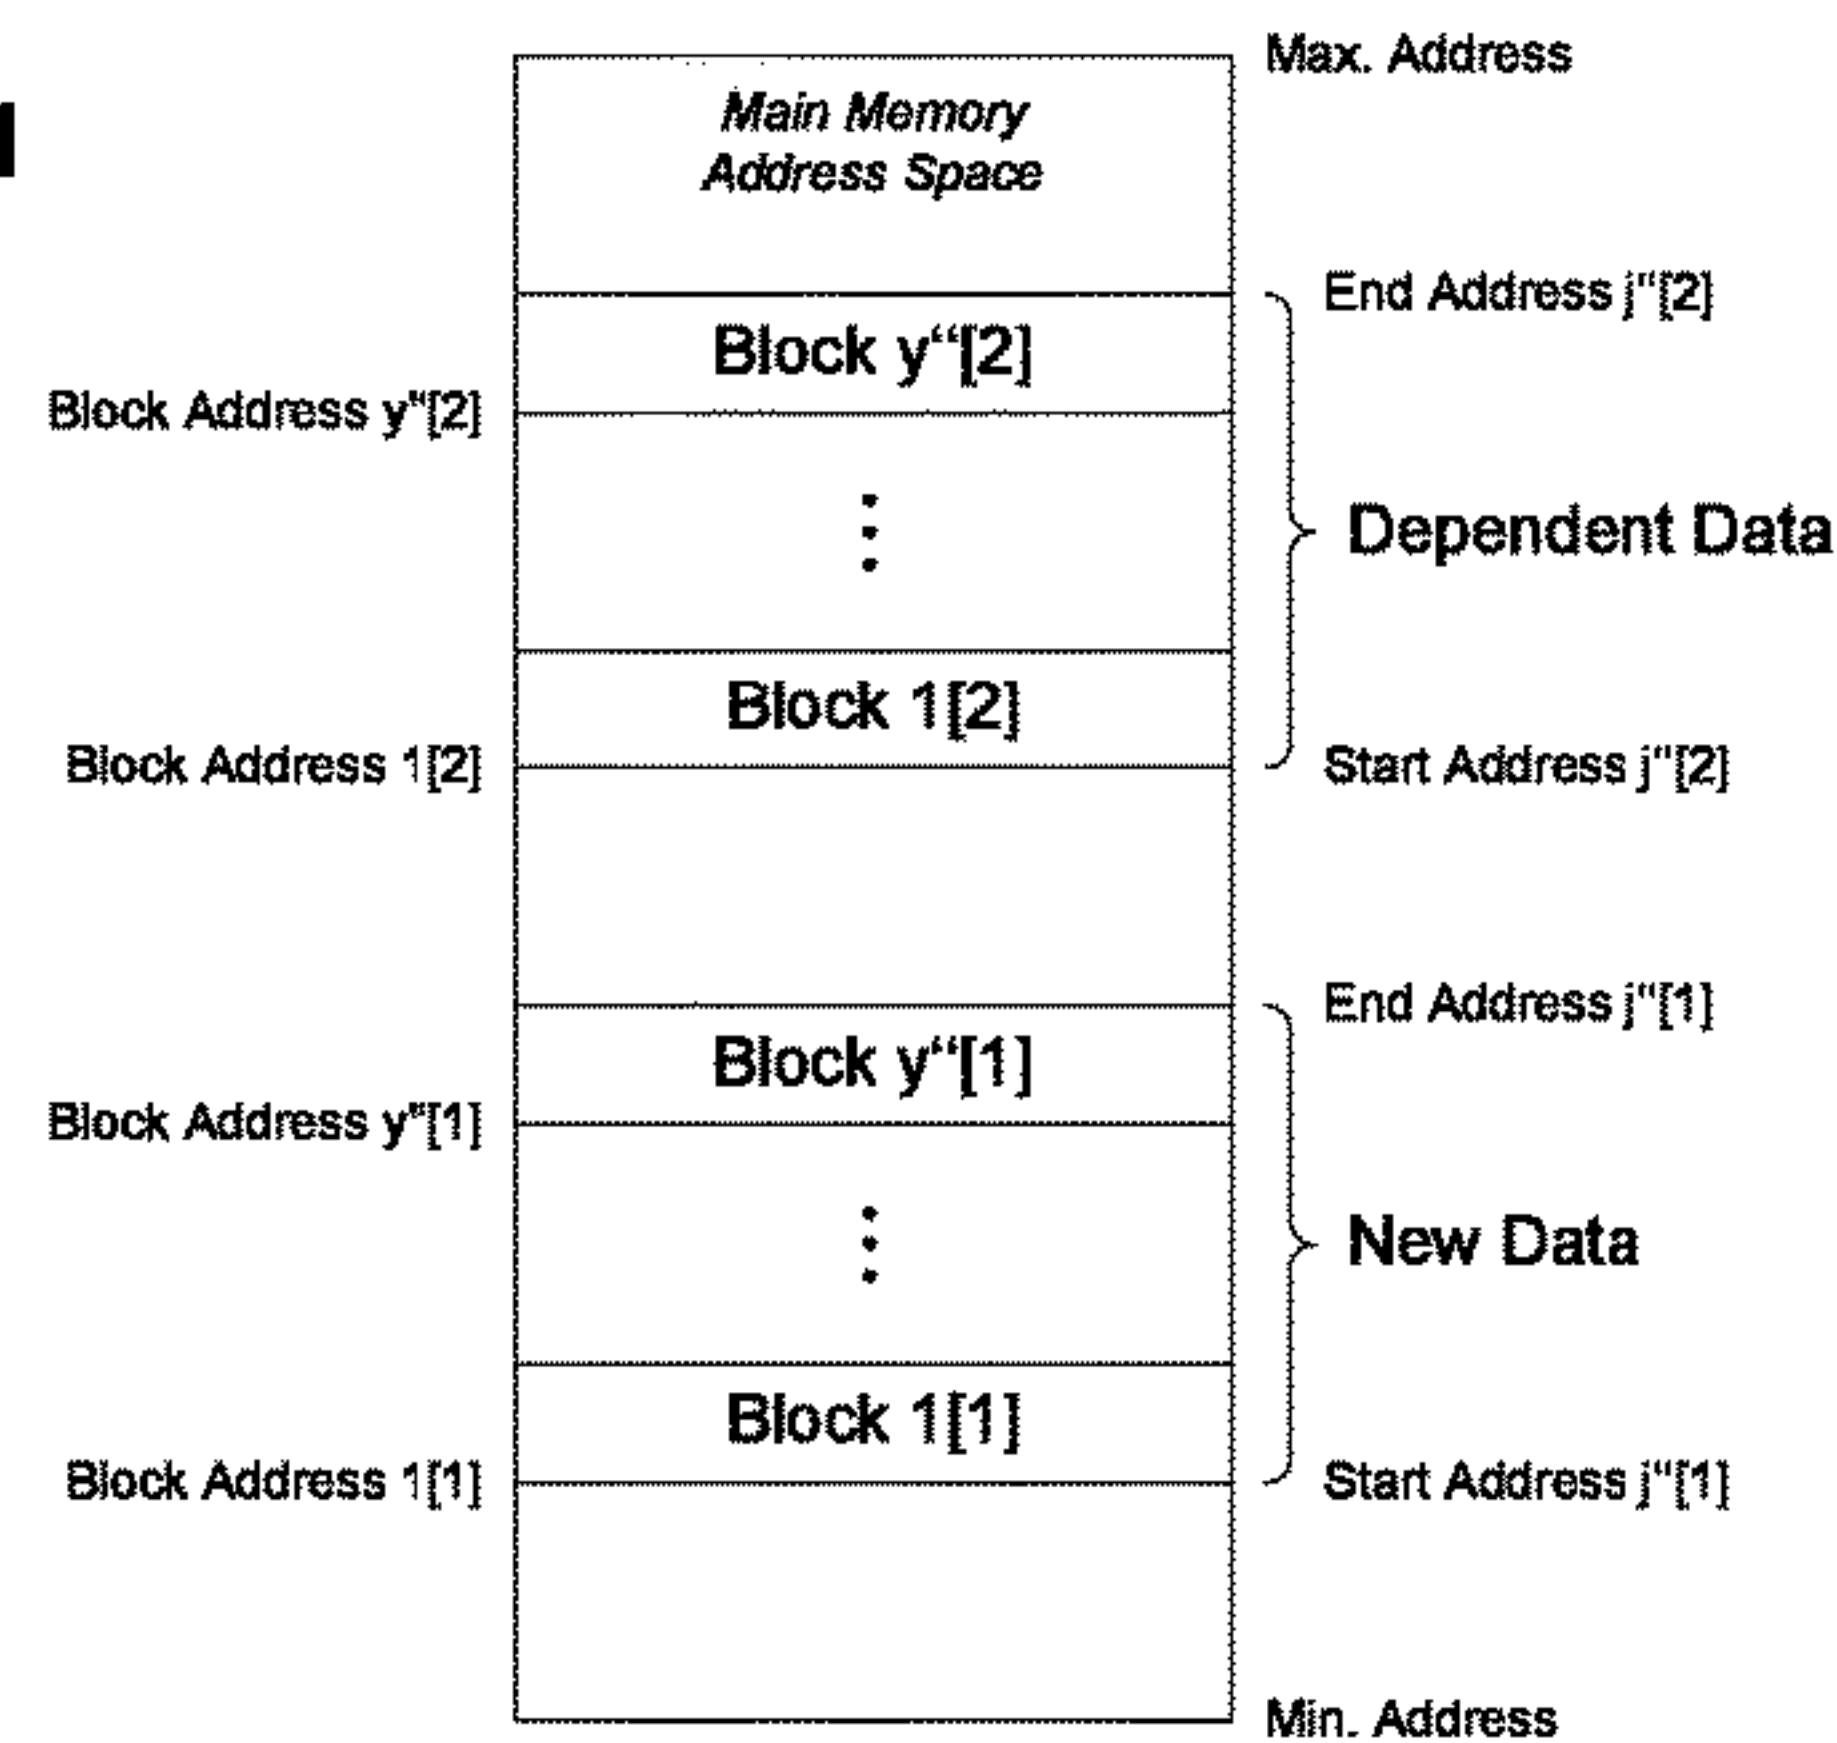 Max. Address
Main Memory
Address Space
End Address j“[2]
Block y“[2]
Block Address y“[2]
Dependent Data
Block 1[2]
Block Address 1[2]
Start Address j“[2]
End Address j“[1]
Block y“[1]
Block Address y“[1]
New Data
Block 1[1]
Block Address 1[1]
Start Address j“[1]
Min. Address